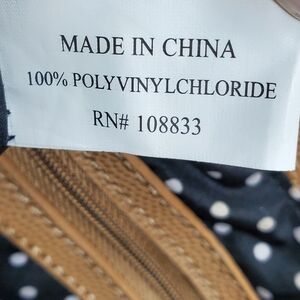 MADE IN CHINA
100% POLYVINYLCHLORIDE
RN# 108833